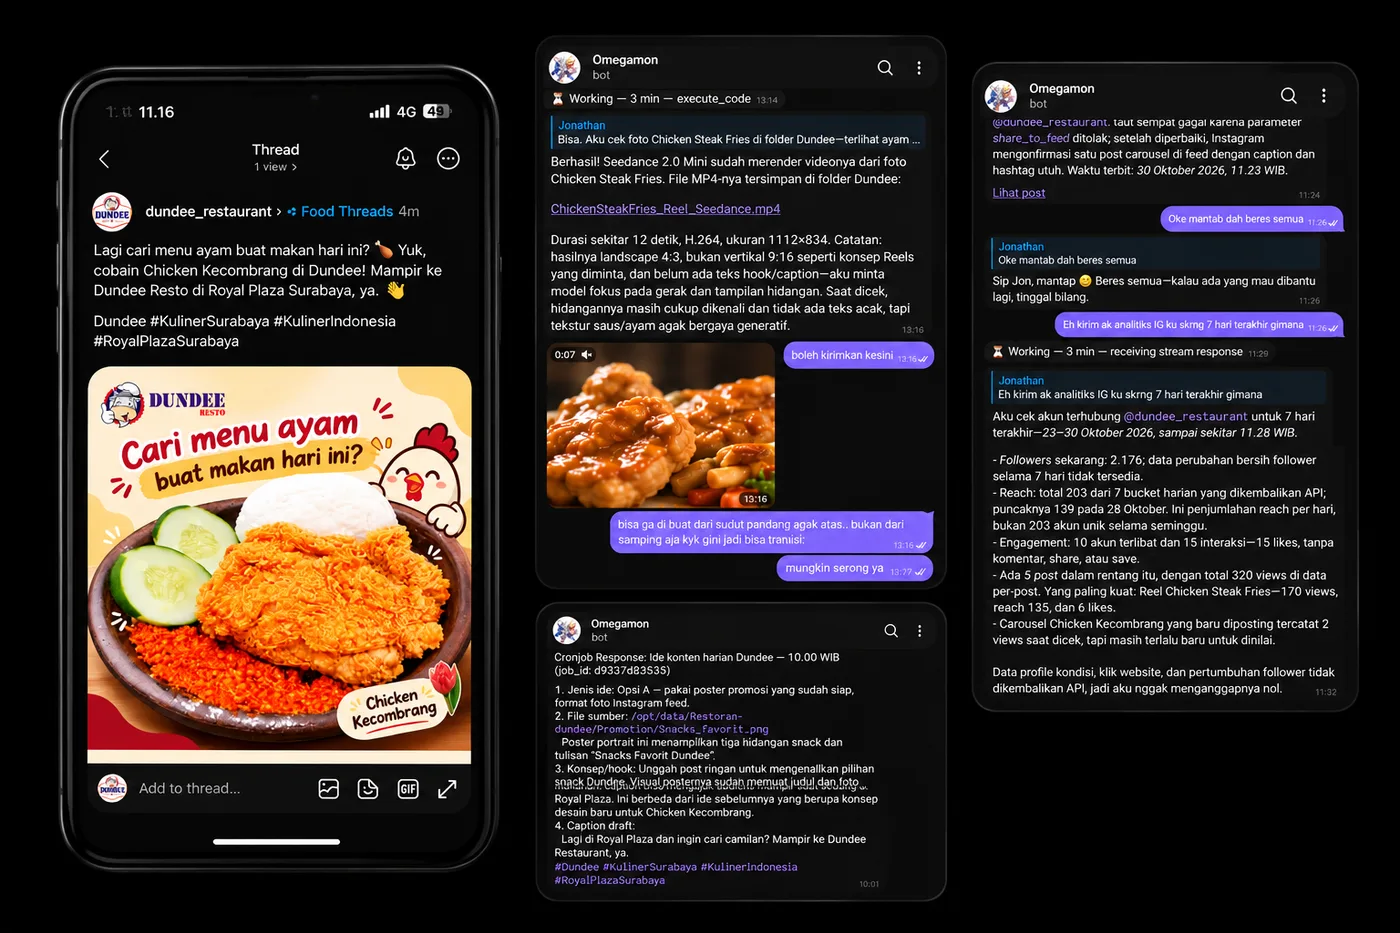 11.16
4G
49
Thread
1 view >
dundee_restaurant > Food Threads 4m
Lagi cari menu ayam buat makan hari ini? 🍗 Yuk,
cobain Chicken Kecombrang di Dundee! Mampir ke
Dundee Resto di Royal Plaza Surabaya, ya. 👋
Dundee #KulinerSurabaya #KulinerIndonesia
#RoyalPlazaSurabaya
DUNDEE
RESTO
Cari menu ayam
buat makan hari ini?
Chicken
Kecombrang
Add to thread...
GIF
Omegamon
bot
⏳ Working — 3 min — execute_code 13:14
Jonathan
Bisa. Aku cek foto Chicken Steak Fries di folder Dundee—terlihat ayam ...
Berhasil! Seedance 2.0 Mini sudah merender videonya dari foto
Chicken Steak Fries. File MP4-nya tersimpan di folder Dundee:
ChickenSteakFries_Reel_Seedance.mp4
Durasi sekitar 12 detik, H.264, ukuran 1112×834. Catatan:
hasilnya landscape 4:3, bukan vertikal 9:16 seperti konsep Reels
yang diminta, dan belum ada teks hook/caption—aku minta
model fokus pada gerak dan tampilan hidangan. Saat dicek,
hidangannya masih cukup dikenali dan tidak ada teks acak, tapi
tekstur saus/ayam agak bergaya generatif. 13:16
0:07
13:16
boleh kirimkan kesini 13:16
bisa ga di buat dari sudut pandang agak atas.. bukan dari
samping aja kyk gini jadi bisa tranuisi: 13:16
mungkin serong ya 13:77
Omegamon
bot
Cronjob Response: Ide konten harian Dundee — 10.00 WIB
(job_id: d9337d83535)
1. Jenis ide: Opsi A — pakai poster promosi yang sudah siap,
format foto Instagram feed.
2. File sumber: /opt/data/Restoran-
dundee/Promotion/Snacks_favorit_png
Poster portrait ini menampilkan tiga hidangan snack dan
tulisan "Snacks Favorit Dundee".
3. Konsep/hook: Unggah post ringan untuk mengenalkan pilihan
snack Dundee. Visual posternya sudah memuat judul dan foto
Royal Plaza. Ini berbeda dari ide sebelumnya yang berupa konsep
desain baru untuk Chicken Kecombrang.
4. Caption draft:
Lagi di Royal Plaza dan ingin cari camilan? Mampir ke Dundee
Restaurant, ya.
#Dundee #KulinerSurabaya #KulinerIndonesia
#RoyalPlazaSurabaya 10:01
Omegamon
bot
@dundee_restaurant. taut sempat gagal karena parameter
share_to_feed ditolak; setelah diperbaiki, Instagram
mengonfirmasi satu post carousel di feed dengan caption dan
hashtag utuh. Waktu terbit: 30 Oktober 2026, 11.23 WIB.
Lihat post 11:24
Oke mantab dah beres semua 11:26
Jonathan
Oke mantab dah beres semua
Sip Jon, mantap 😊 Beres semua—kalau ada yang mau dibantu
lagi, tinggal bilang. 11:26
Eh kirim ak analitiks IG ku skrng 7 hari terakhir gimana 11:26
⏳ Working — 3 min — receiving stream response 11:29
Jonathan
Eh kirim ak analitiks IG ku skrng 7 hari terakhir gimana
Aku cek akun terhubung @dundee_restaurant untuk 7 hari
terakhir—23–30 Oktober 2026, sampai sekitar 11.28 WIB.
- Followers sekarang: 2.176; data perubahan bersih follower
selama 7 hari tidak tersedia.
- Reach: total 203 dari 7 bucket harian yang dikembalikan API;
puncaknya 139 pada 28 Oktober. Ini penjumlahan reach per hari,
bukan 203 akun unik selama seminggu.
- Engagement: 10 akun terlibat dan 15 interaksi—15 likes, tanpa
komentar, share, atau save.
- Ada 5 post dalam rentang itu, dengan total 320 views di data
per-post. Yang paling kuat: Reel Chicken Steak Fries—170 views,
reach 135, dan 6 likes.
- Carousel Chicken Kecombrang yang baru diposting tercatat 2
views saat dicek, tapi masih terlalu baru untuk dinilai.
Data profile kondisi, klik website, dan pertumbuhan follower tidak
dikembalikan API, jadi aku nggak menganggapnya nol. 11:32